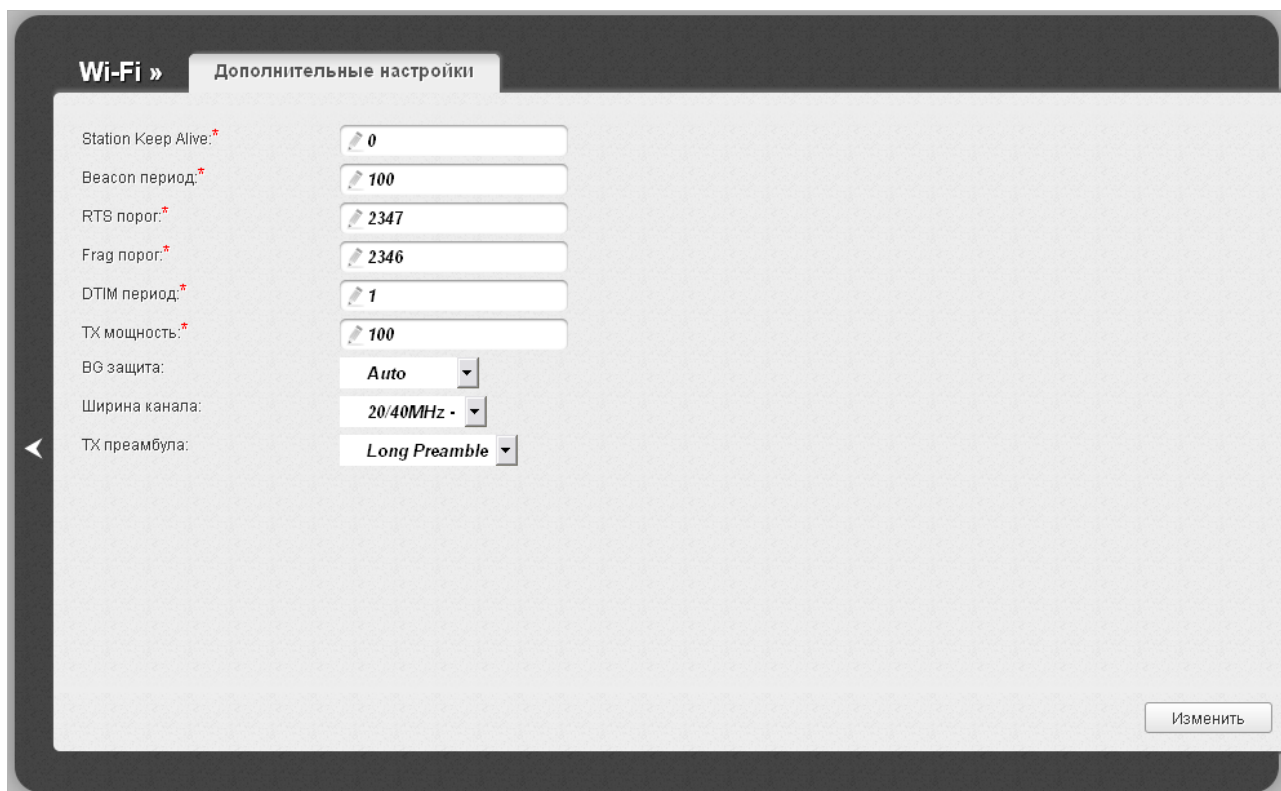 Wi-Fi » Дополнительные настройки
Station Keep Alive:* 0
Beacon период:* 100
RTS порог:* 2347
Frag порог:* 2346
DTIM период:* 1
TX мощность:* 100
BG защита: Auto
Ширина канала: 20/40MHz -
TX преамбула: Long Preamble
Изменить